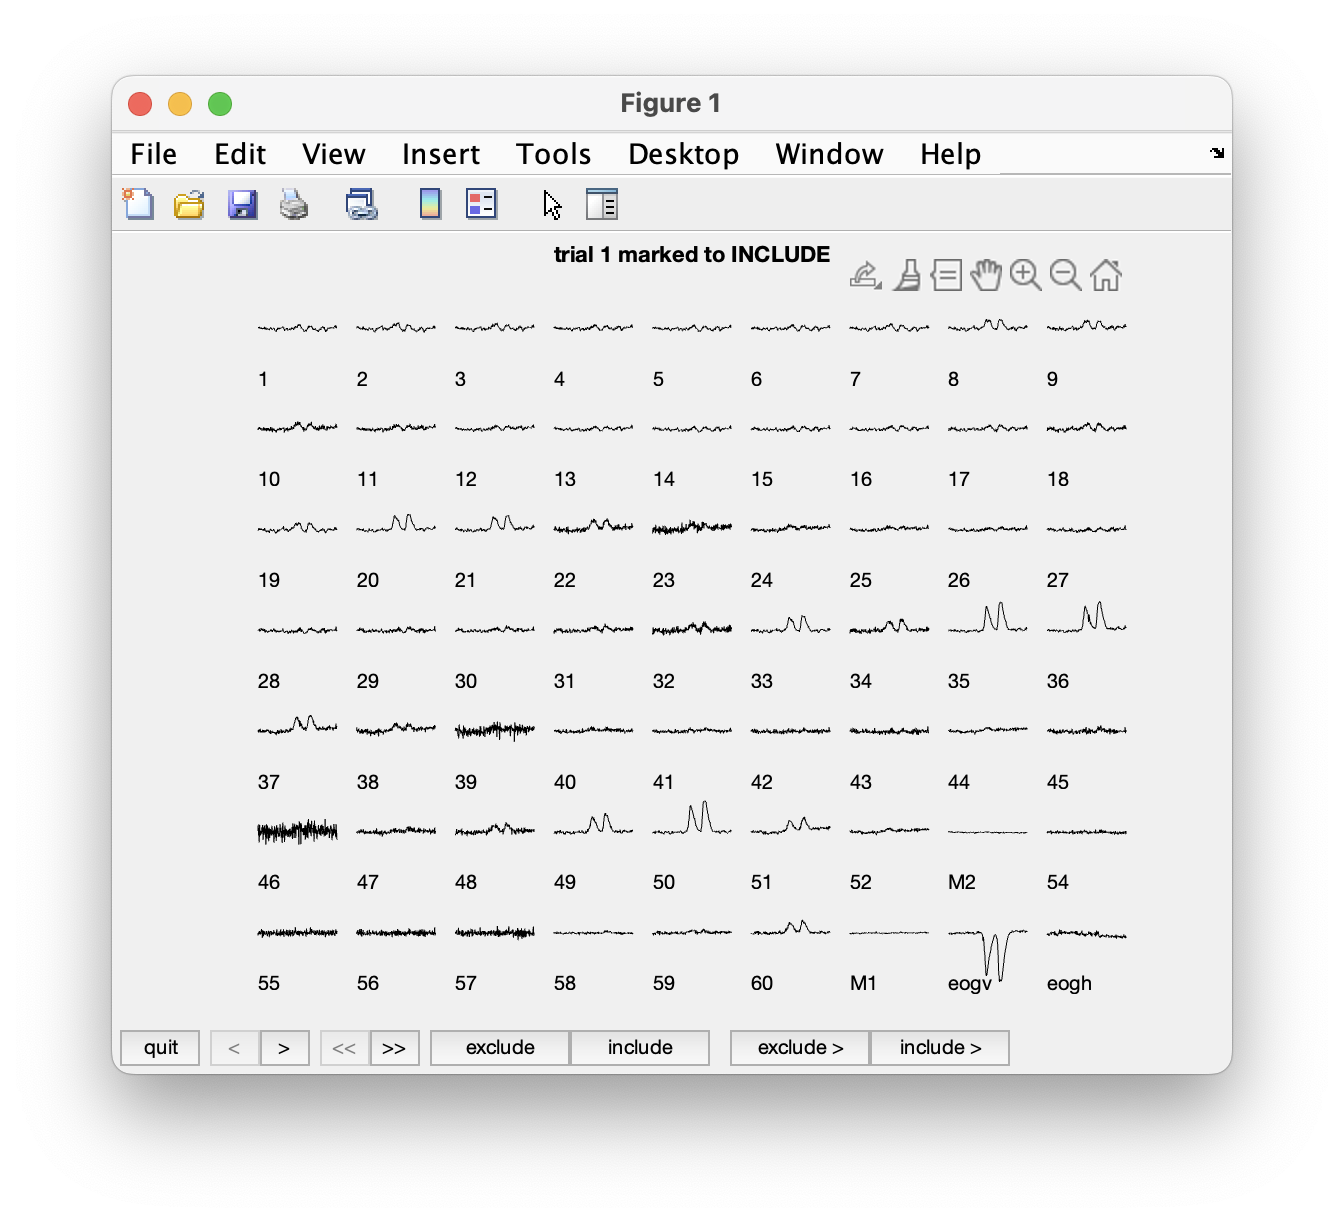 Figure 1
File Edit View Insert Tools Desktop Window Help
trial 1 marked to INCLUDE
1 2 3 4 5 6 7 8 9
10 11 12 13 14 15 16 17 18
19 20 21 22 23 24 25 26 27
28 29 30 31 32 33 34 35 36
37 38 39 40 41 42 43 44 45
46 47 48 49 50 51 52 M2 54
55 56 57 58 59 60 M1 eogv eogh
quit < > << >> exclude include exclude > include >